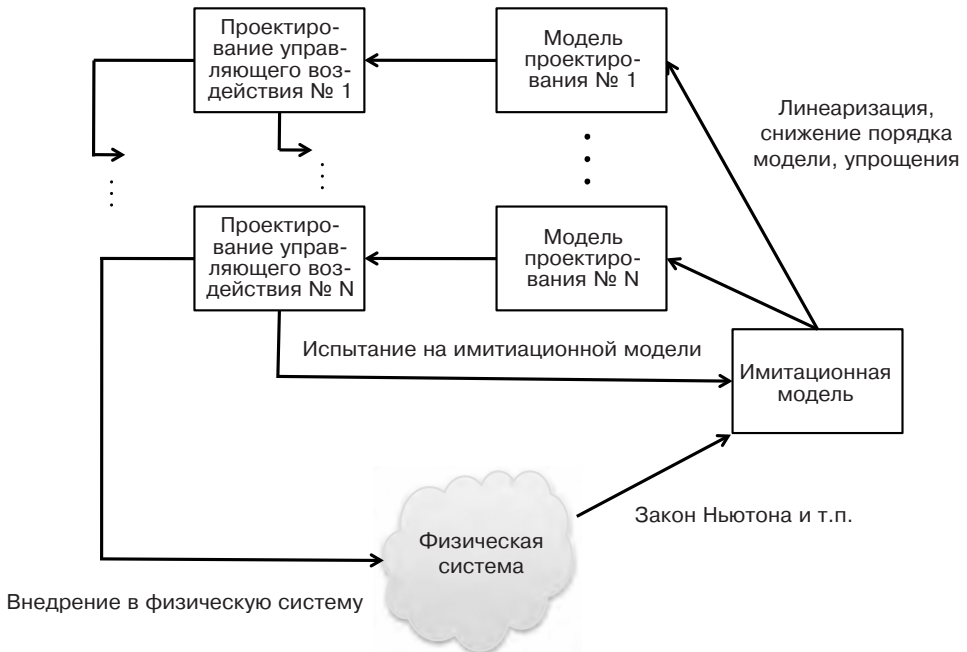 Проектиро-
вание управ-
ляющего воз-
действия № 1
Модель
проектиро-
вания № 1
Линеаризация,
снижение порядка
модели, упрощения
Проектиро-
вание управ-
ляющего воз-
действия № N
Модель
проектиро-
вания № N
Испытание на имитиационной модели
Имитационная
модель
Закон Ньютона и т.п.
Физическая
система
Внедрение в физическую систему